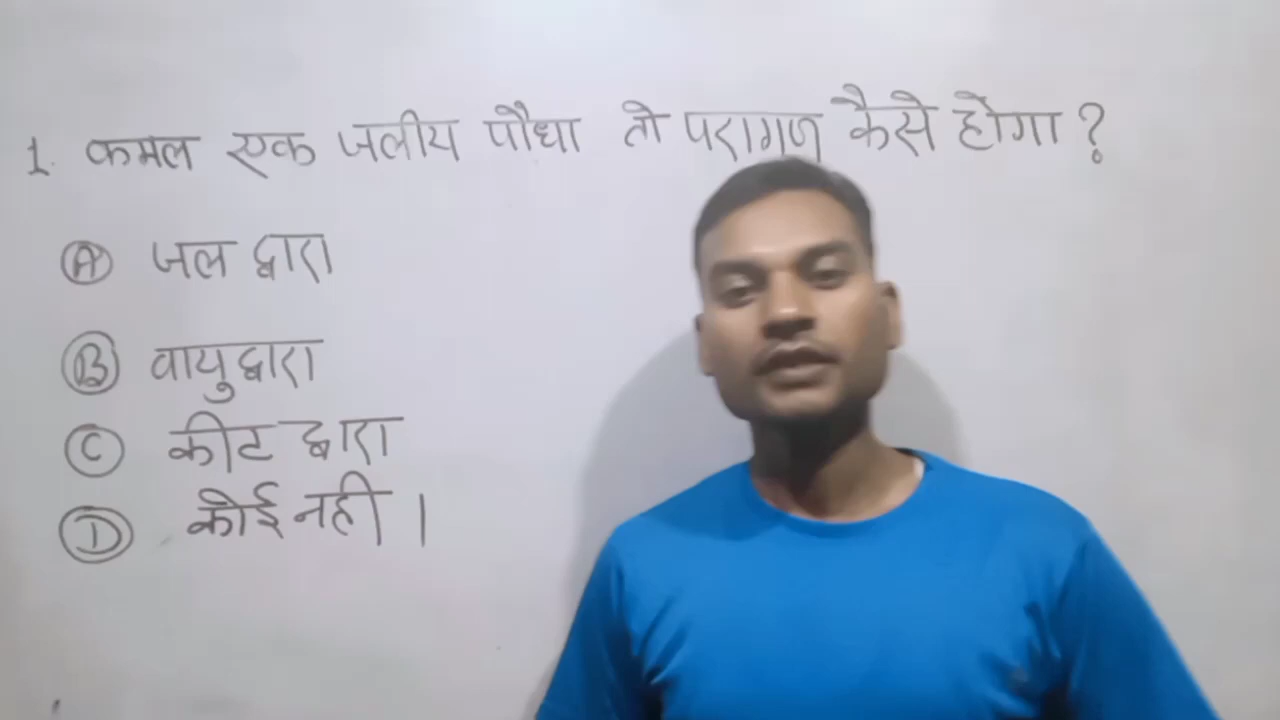 1. कमल एक जलीय पौधा तो परागण कैसे होगा ?
A जल द्वारा
B वायु द्वारा
C कीट द्वारा
D कोई नही ।